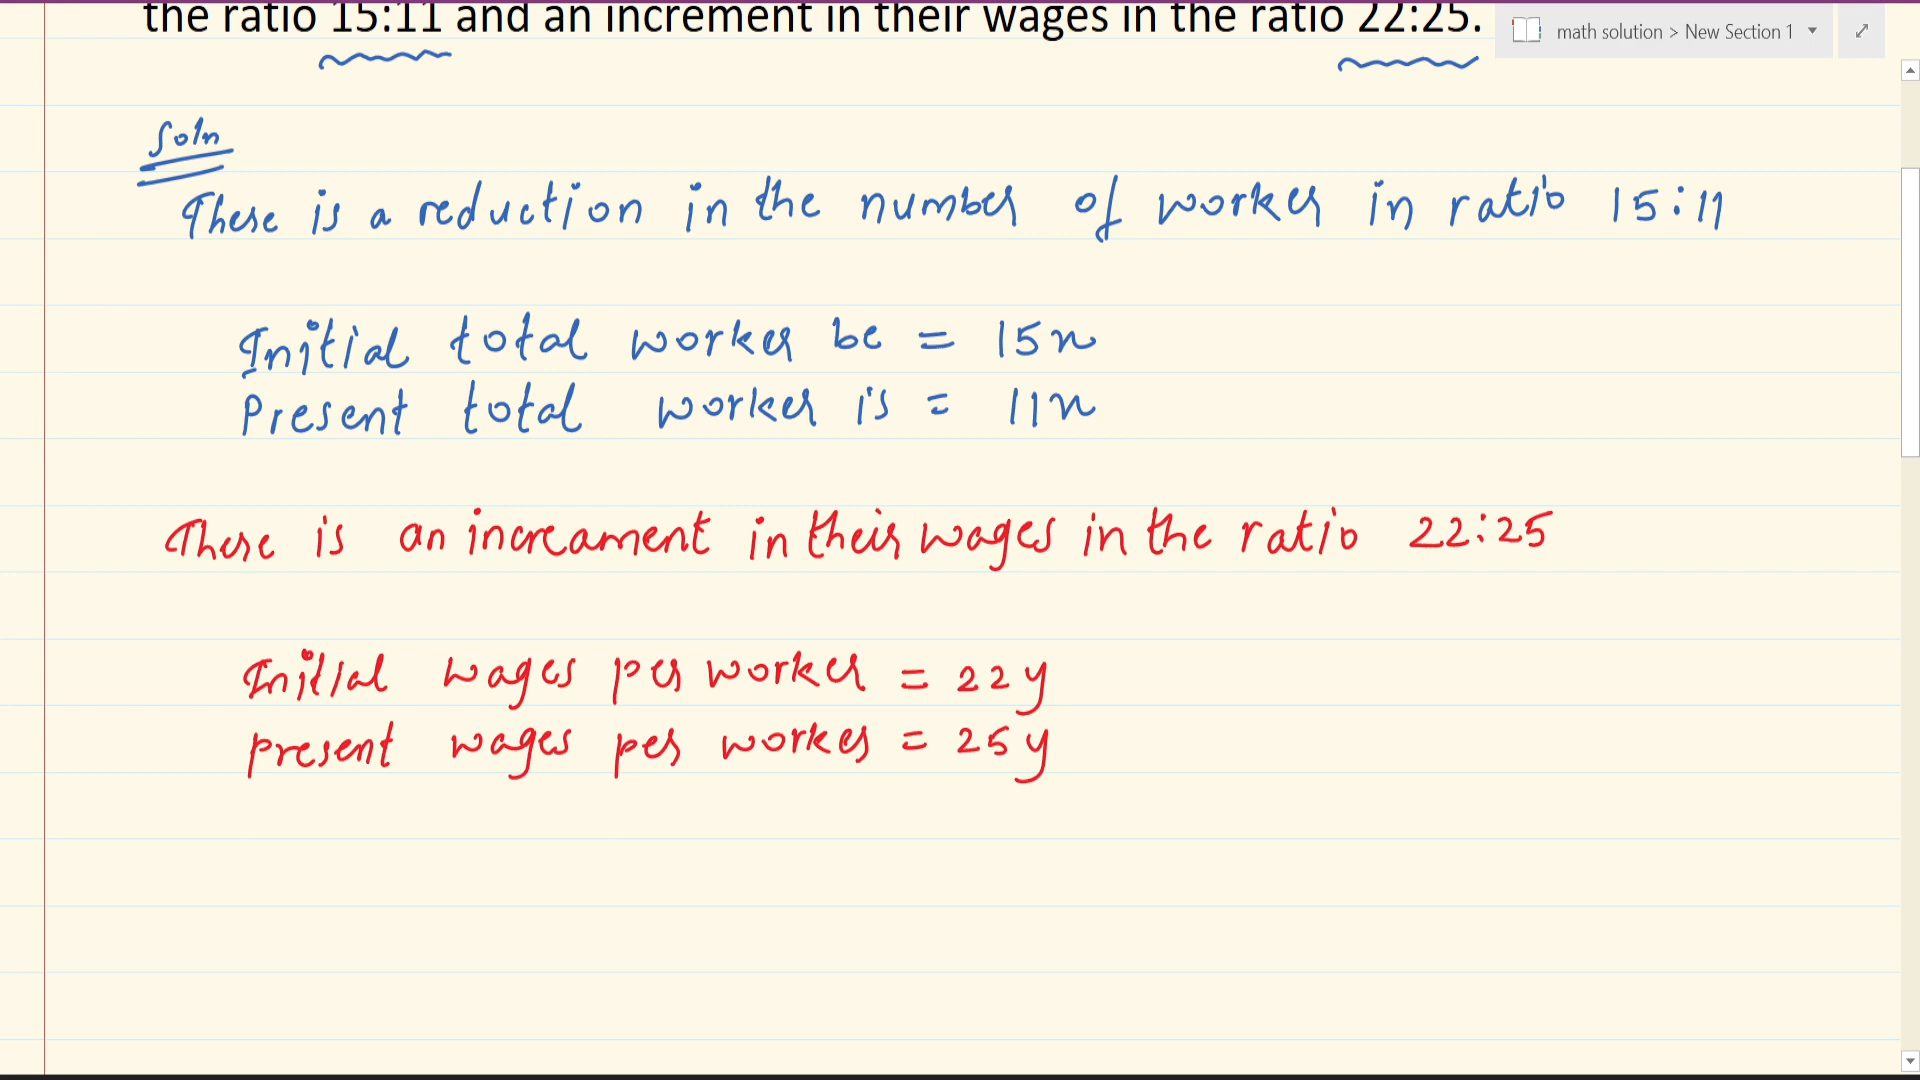 the ratio 15:11 and an increment in their wages in the ratio 22:25.
math solution > New Section 1
Soln
There is a reduction in the number of worker in ratio 15:11
Initial total worker be = 15x
Present total worker is = 11x
There is an increament in their wages in the ratio 22:25
Initial wages per worker = 22y
present wages per worker = 25y